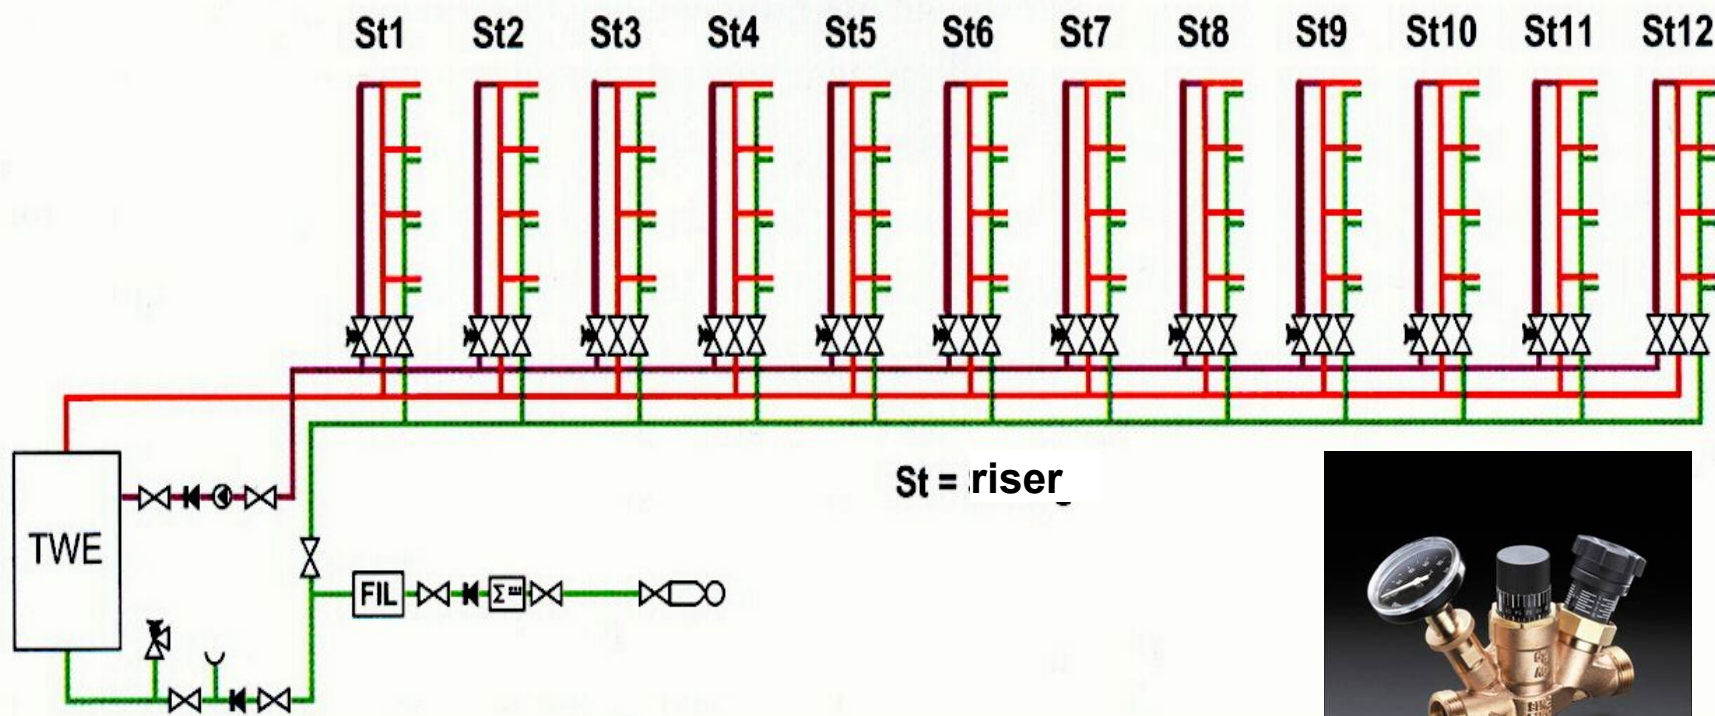 St1 St2 St3 St4 St5 St6 St7 St8 St9 St10 St11 St12
St = riser
TWE
FIL
Σ